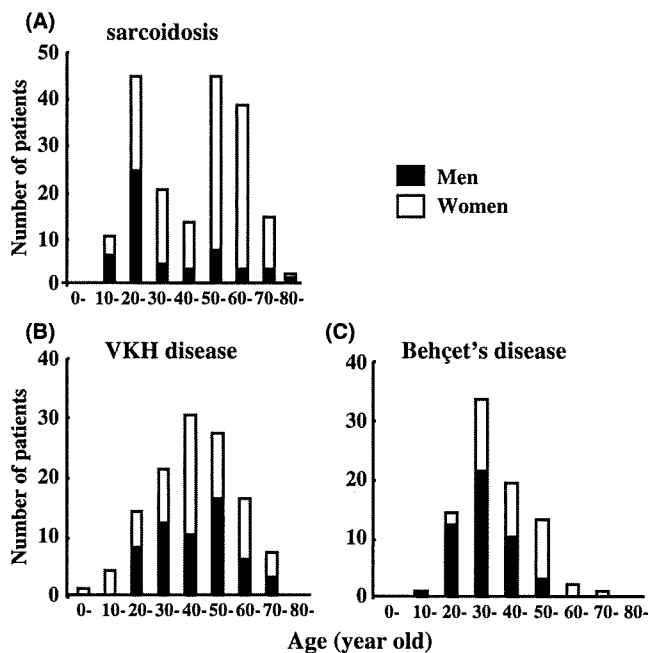 (A)
sarcoidosis
Number of patients
50
40
30
20
10
0
0- 10- 20- 30- 40- 50- 60- 70- 80-
Men
Women
(B)
VKH disease
Number of patients
40
30
20
10
0
0- 10- 20- 30- 40- 50- 60- 70- 80-
(C)
Behçet's disease
40
30
20
10
0
0- 10- 20- 30- 40- 50- 60- 70- 80-
Age (year old)